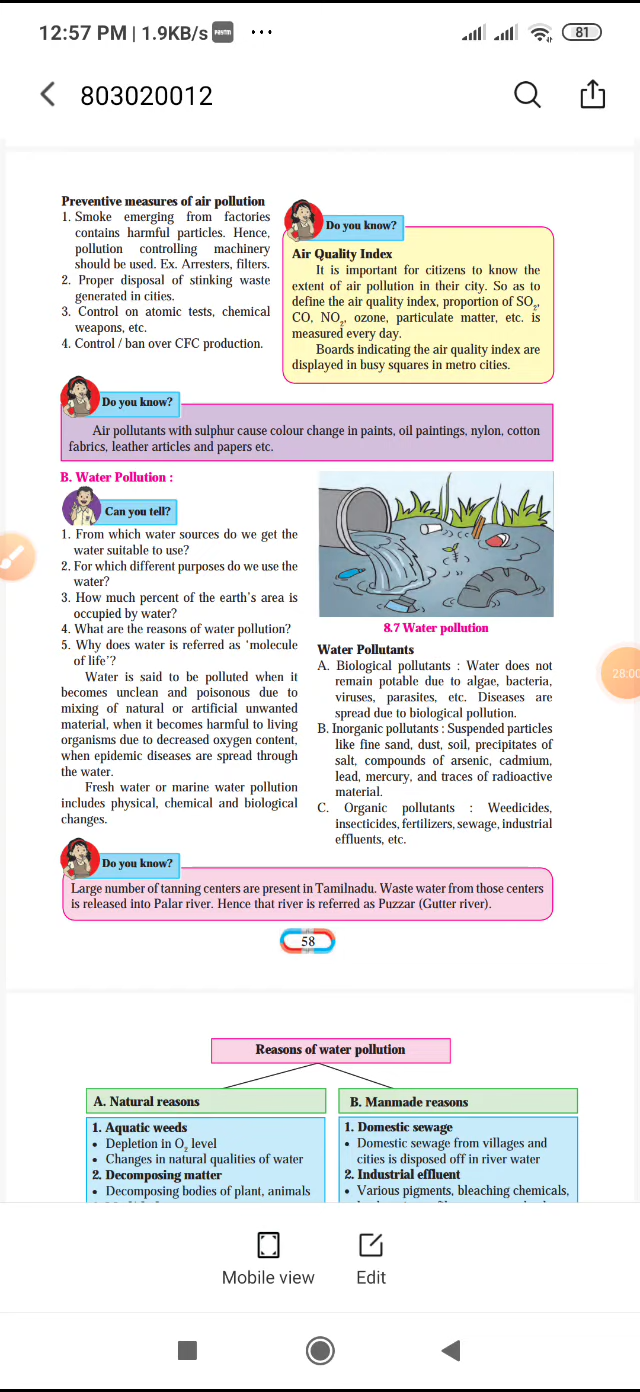 12:57 PM | 1.9KB/s Paytm ...
81
803020012
Preventive measures of air pollution
1. Smoke emerging from factories
contains harmful particles. Hence,
pollution controlling machinery
should be used. Ex. Arresters, filters.
2. Proper disposal of stinking waste
generated in cities.
3. Control on atomic tests, chemical
weapons, etc.
4. Control / ban over CFC production.
Do you know?
Air Quality Index
It is important for citizens to know the
extent of air pollution in their city. So as to
define the air quality index, proportion of SO₂,
CO, NO₂, ozone, particulate matter, etc. is
measured every day.
Boards indicating the air quality index are
displayed in busy squares in metro cities.
Do you know?
Air pollutants with sulphur cause colour change in paints, oil paintings, nylon, cotton
fabrics, leather articles and papers etc.
B. Water Pollution :
Can you tell?
1. From which water sources do we get the
water suitable to use?
2. For which different purposes do we use the
water?
3. How much percent of the earth's area is
occupied by water?
4. What are the reasons of water pollution?
5. Why does water is referred as 'molecule
of life'?
Water is said to be polluted when it
becomes unclean and poisonous due to
mixing of natural or artificial unwanted
material, when it becomes harmful to living
organisms due to decreased oxygen content,
when epidemic diseases are spread through
the water.
Fresh water or marine water pollution
includes physical, chemical and biological
changes.
8.7 Water pollution
Water Pollutants
A. Biological pollutants : Water does not
remain potable due to algae, bacteria,
viruses, parasites, etc. Diseases are
spread due to biological pollution.
B. Inorganic pollutants : Suspended particles
like fine sand, dust, soil, precipitates of
salt, compounds of arsenic, cadmium,
lead, mercury, and traces of radioactive
material.
C. Organic pollutants : Weedicides,
insecticides, fertilizers, sewage, industrial
effluents, etc.
28:00
Do you know?
Large number of tanning centers are present in Tamilnadu. Waste water from those centers
is released into Palar river. Hence that river is referred as Puzzar (Gutter river).
58
Reasons of water pollution
A. Natural reasons
1. Aquatic weeds
• Depletion in O₂ level
• Changes in natural qualities of water
2. Decomposing matter
• Decomposing bodies of plant, animals
B. Manmade reasons
1. Domestic sewage
• Domestic sewage from villages and
cities is disposed off in river water
2. Industrial effluent
• Various pigments, bleaching chemicals,
Mobile view
Edit